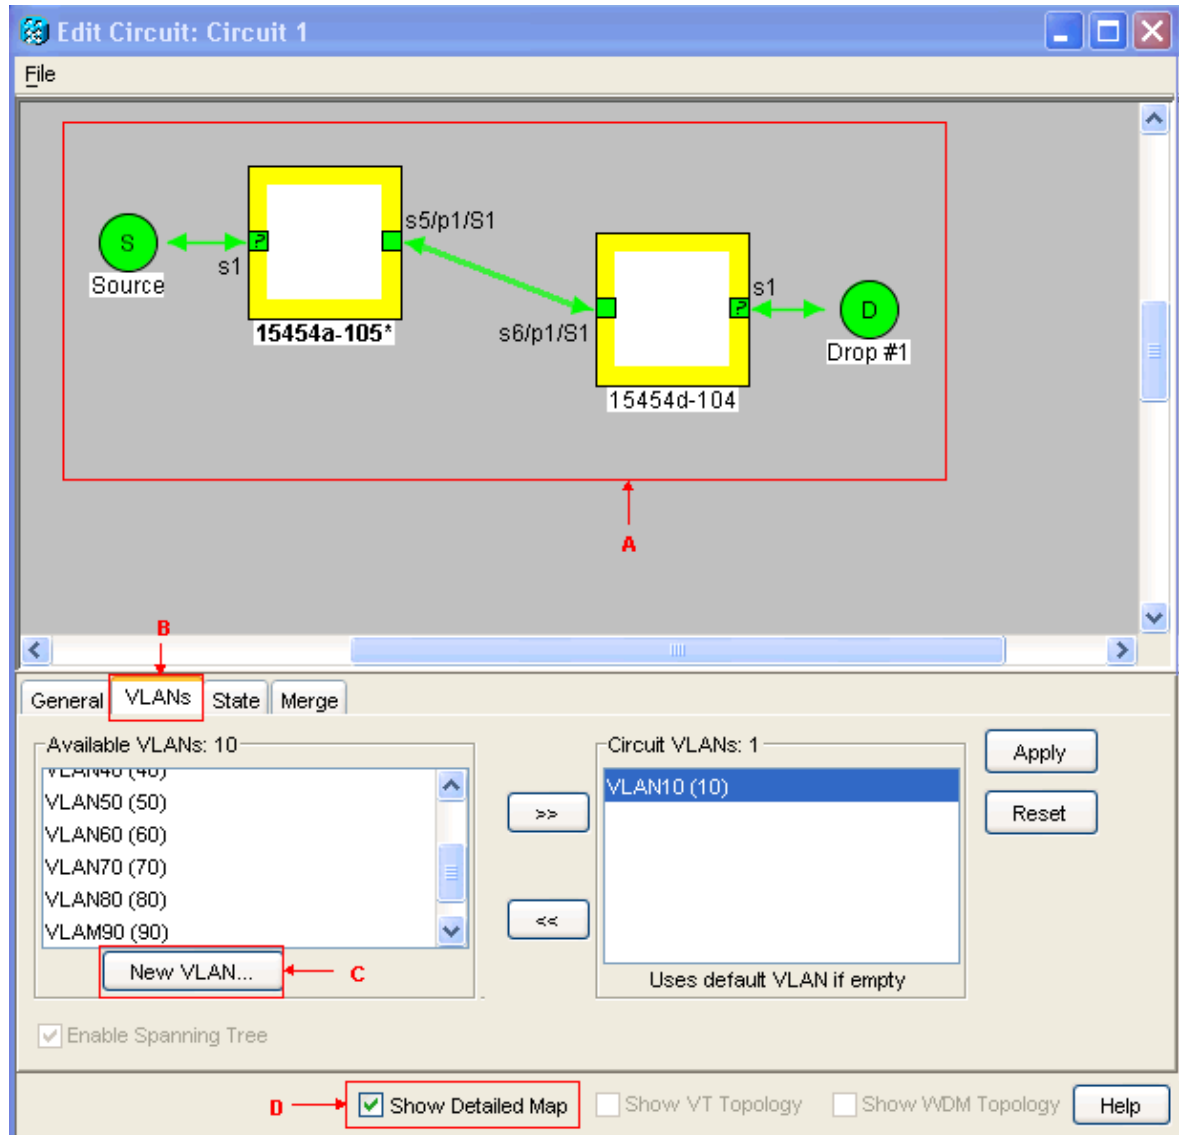 Edit Circuit: Circuit 1
File
s5/p1/S1
S
?
s1
Source
15454a-105*
s1
?
D
s6/p1/S1
Drop #1
15454d-104
A
B
General VLANs State Merge
Available VLANs: 10
VLAN40 (40)
VLAN50 (50)
VLAN60 (60)
VLAN70 (70)
VLAN80 (80)
VLAM90 (90)
New VLAN...
C
>>
<<
Circuit VLANs: 1
VLAN10 (10)
Uses default VLAN if empty
Apply
Reset
Enable Spanning Tree
D
Show Detailed Map
Show VT Topology
Show WDM Topology
Help